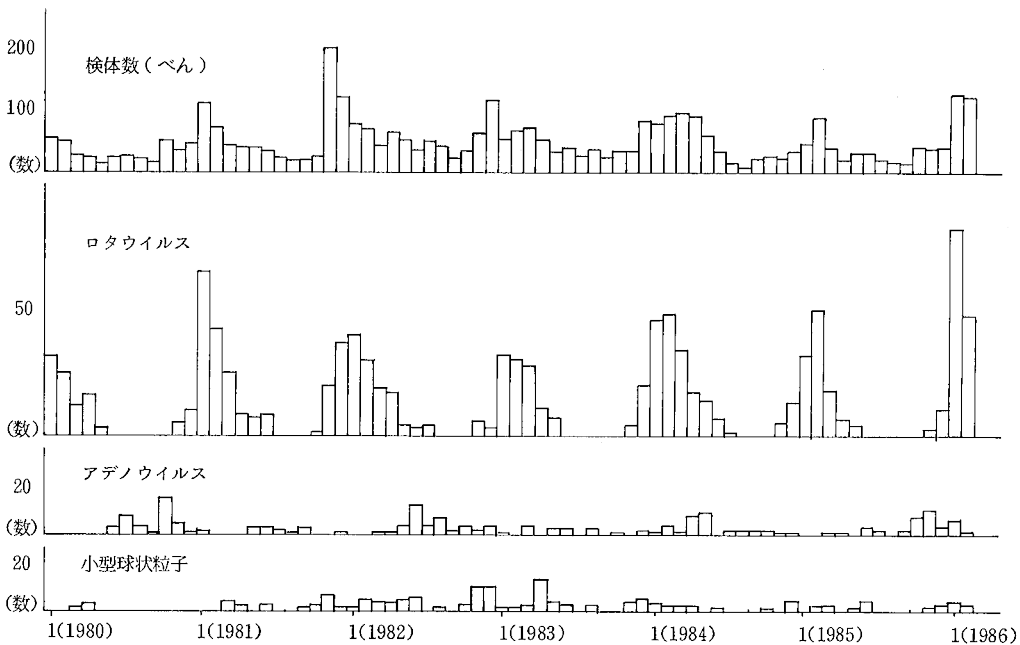 200
検体数(べん)
100
(数)
ロタウイルス
50
(数)
アデノウイルス
20
(数)
小型球状粒子
20
(数)
1(1980) 1(1981) 1(1982) 1(1983) 1(1984) 1(1985) 1(1986)